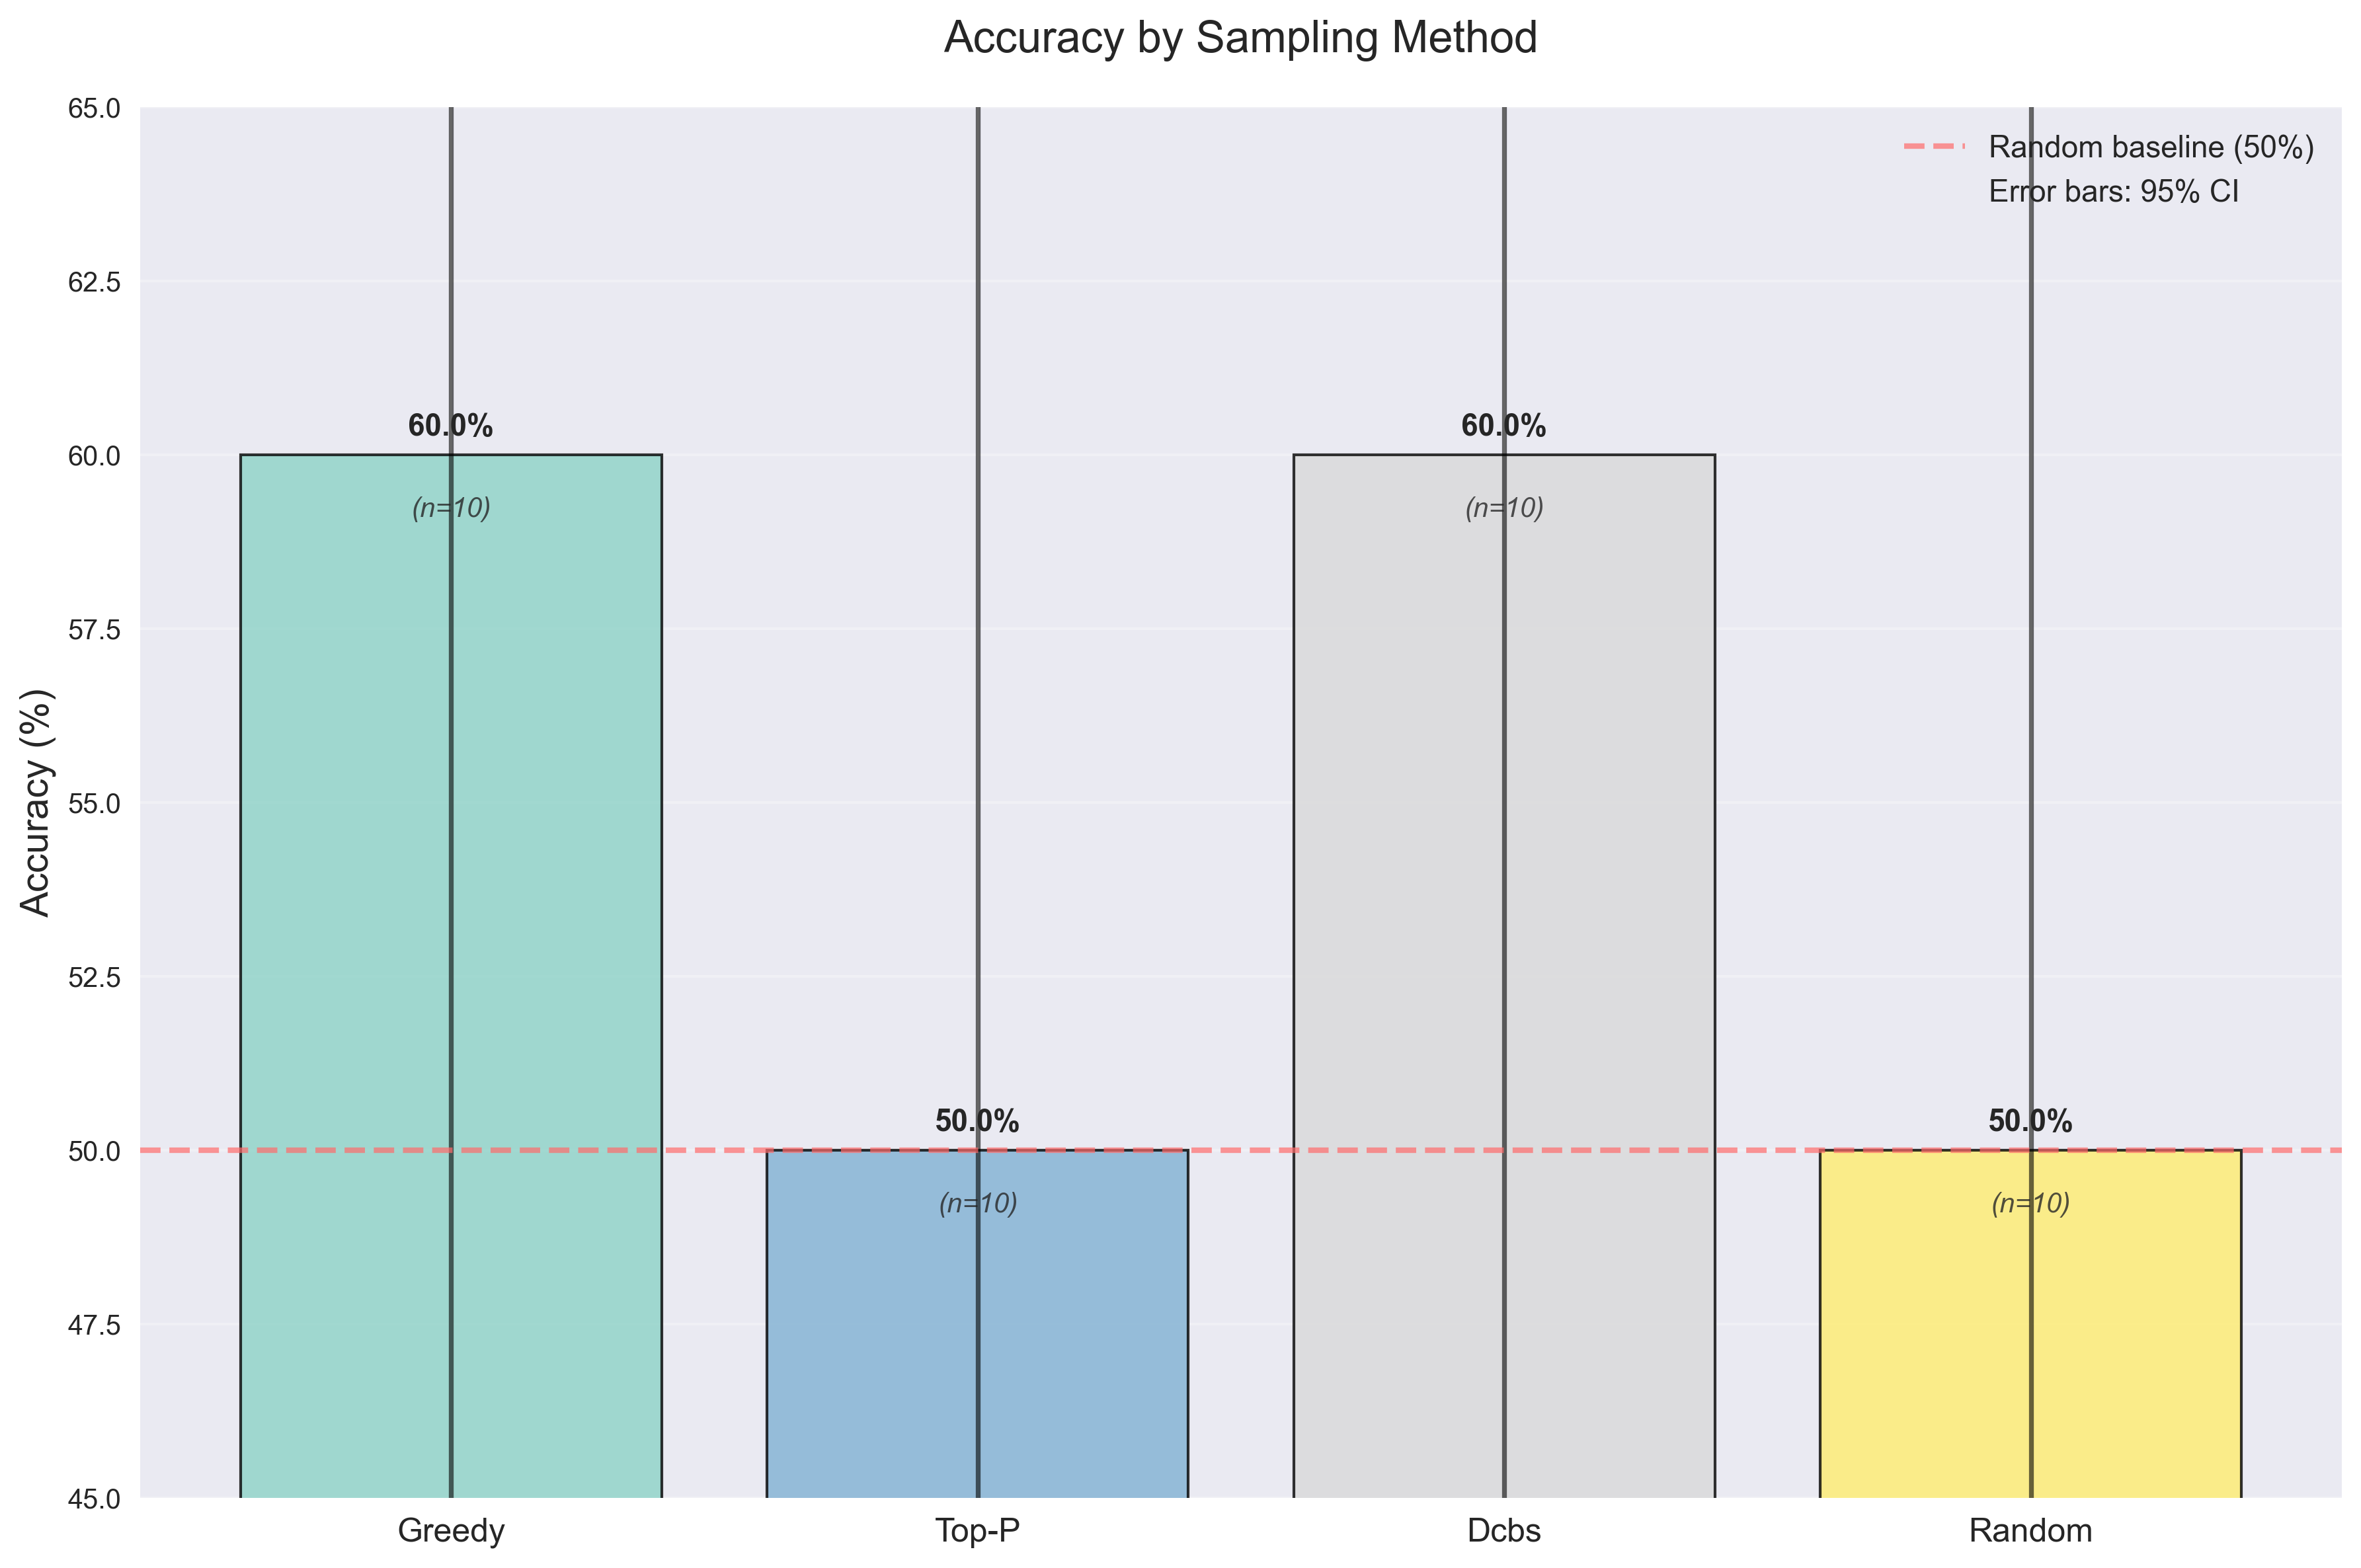 Accuracy by Sampling Method
Random baseline (50%)
Error bars: 95% CI
Accuracy (%)
65.0
62.5
60.0
57.5
55.0
52.5
50.0
47.5
45.0
60.0%
(n=10)
50.0%
(n=10)
60.0%
(n=10)
50.0%
(n=10)
Greedy
Top-P
Dcbs
Random